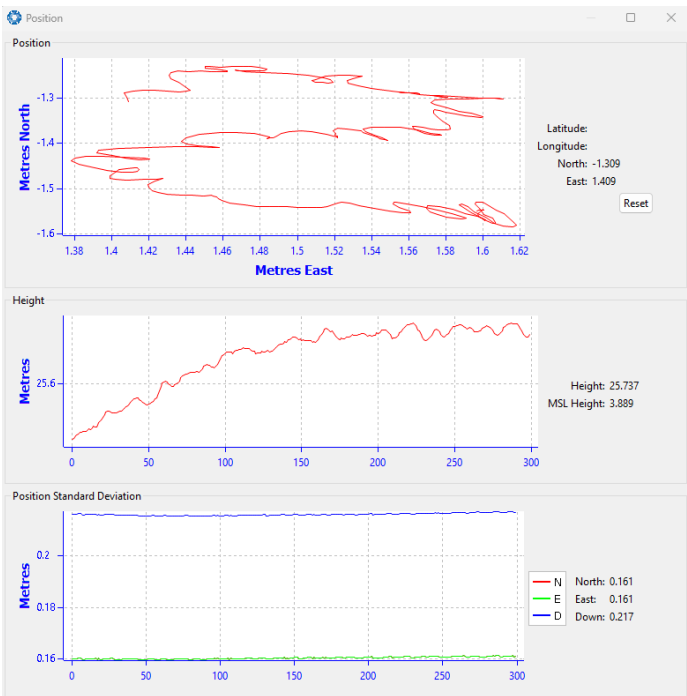 Position
Position
Metres North
-1.3
-1.4
-1.5
-1.6
1.38 1.4 1.42 1.44 1.46 1.48 1.5 1.52 1.54 1.56 1.58 1.6 1.62
Metres East
Latitude:
Longitude:
North: -1.309
East: 1.409
Reset
Height
Metres
25.6
0 50 100 150 200 250 300
Height: 25.737
MSL Height: 3.889
Position Standard Deviation
Metres
0.2
0.18
0.16
0 50 100 150 200 250 300
N North: 0.161
E East: 0.161
D Down: 0.217